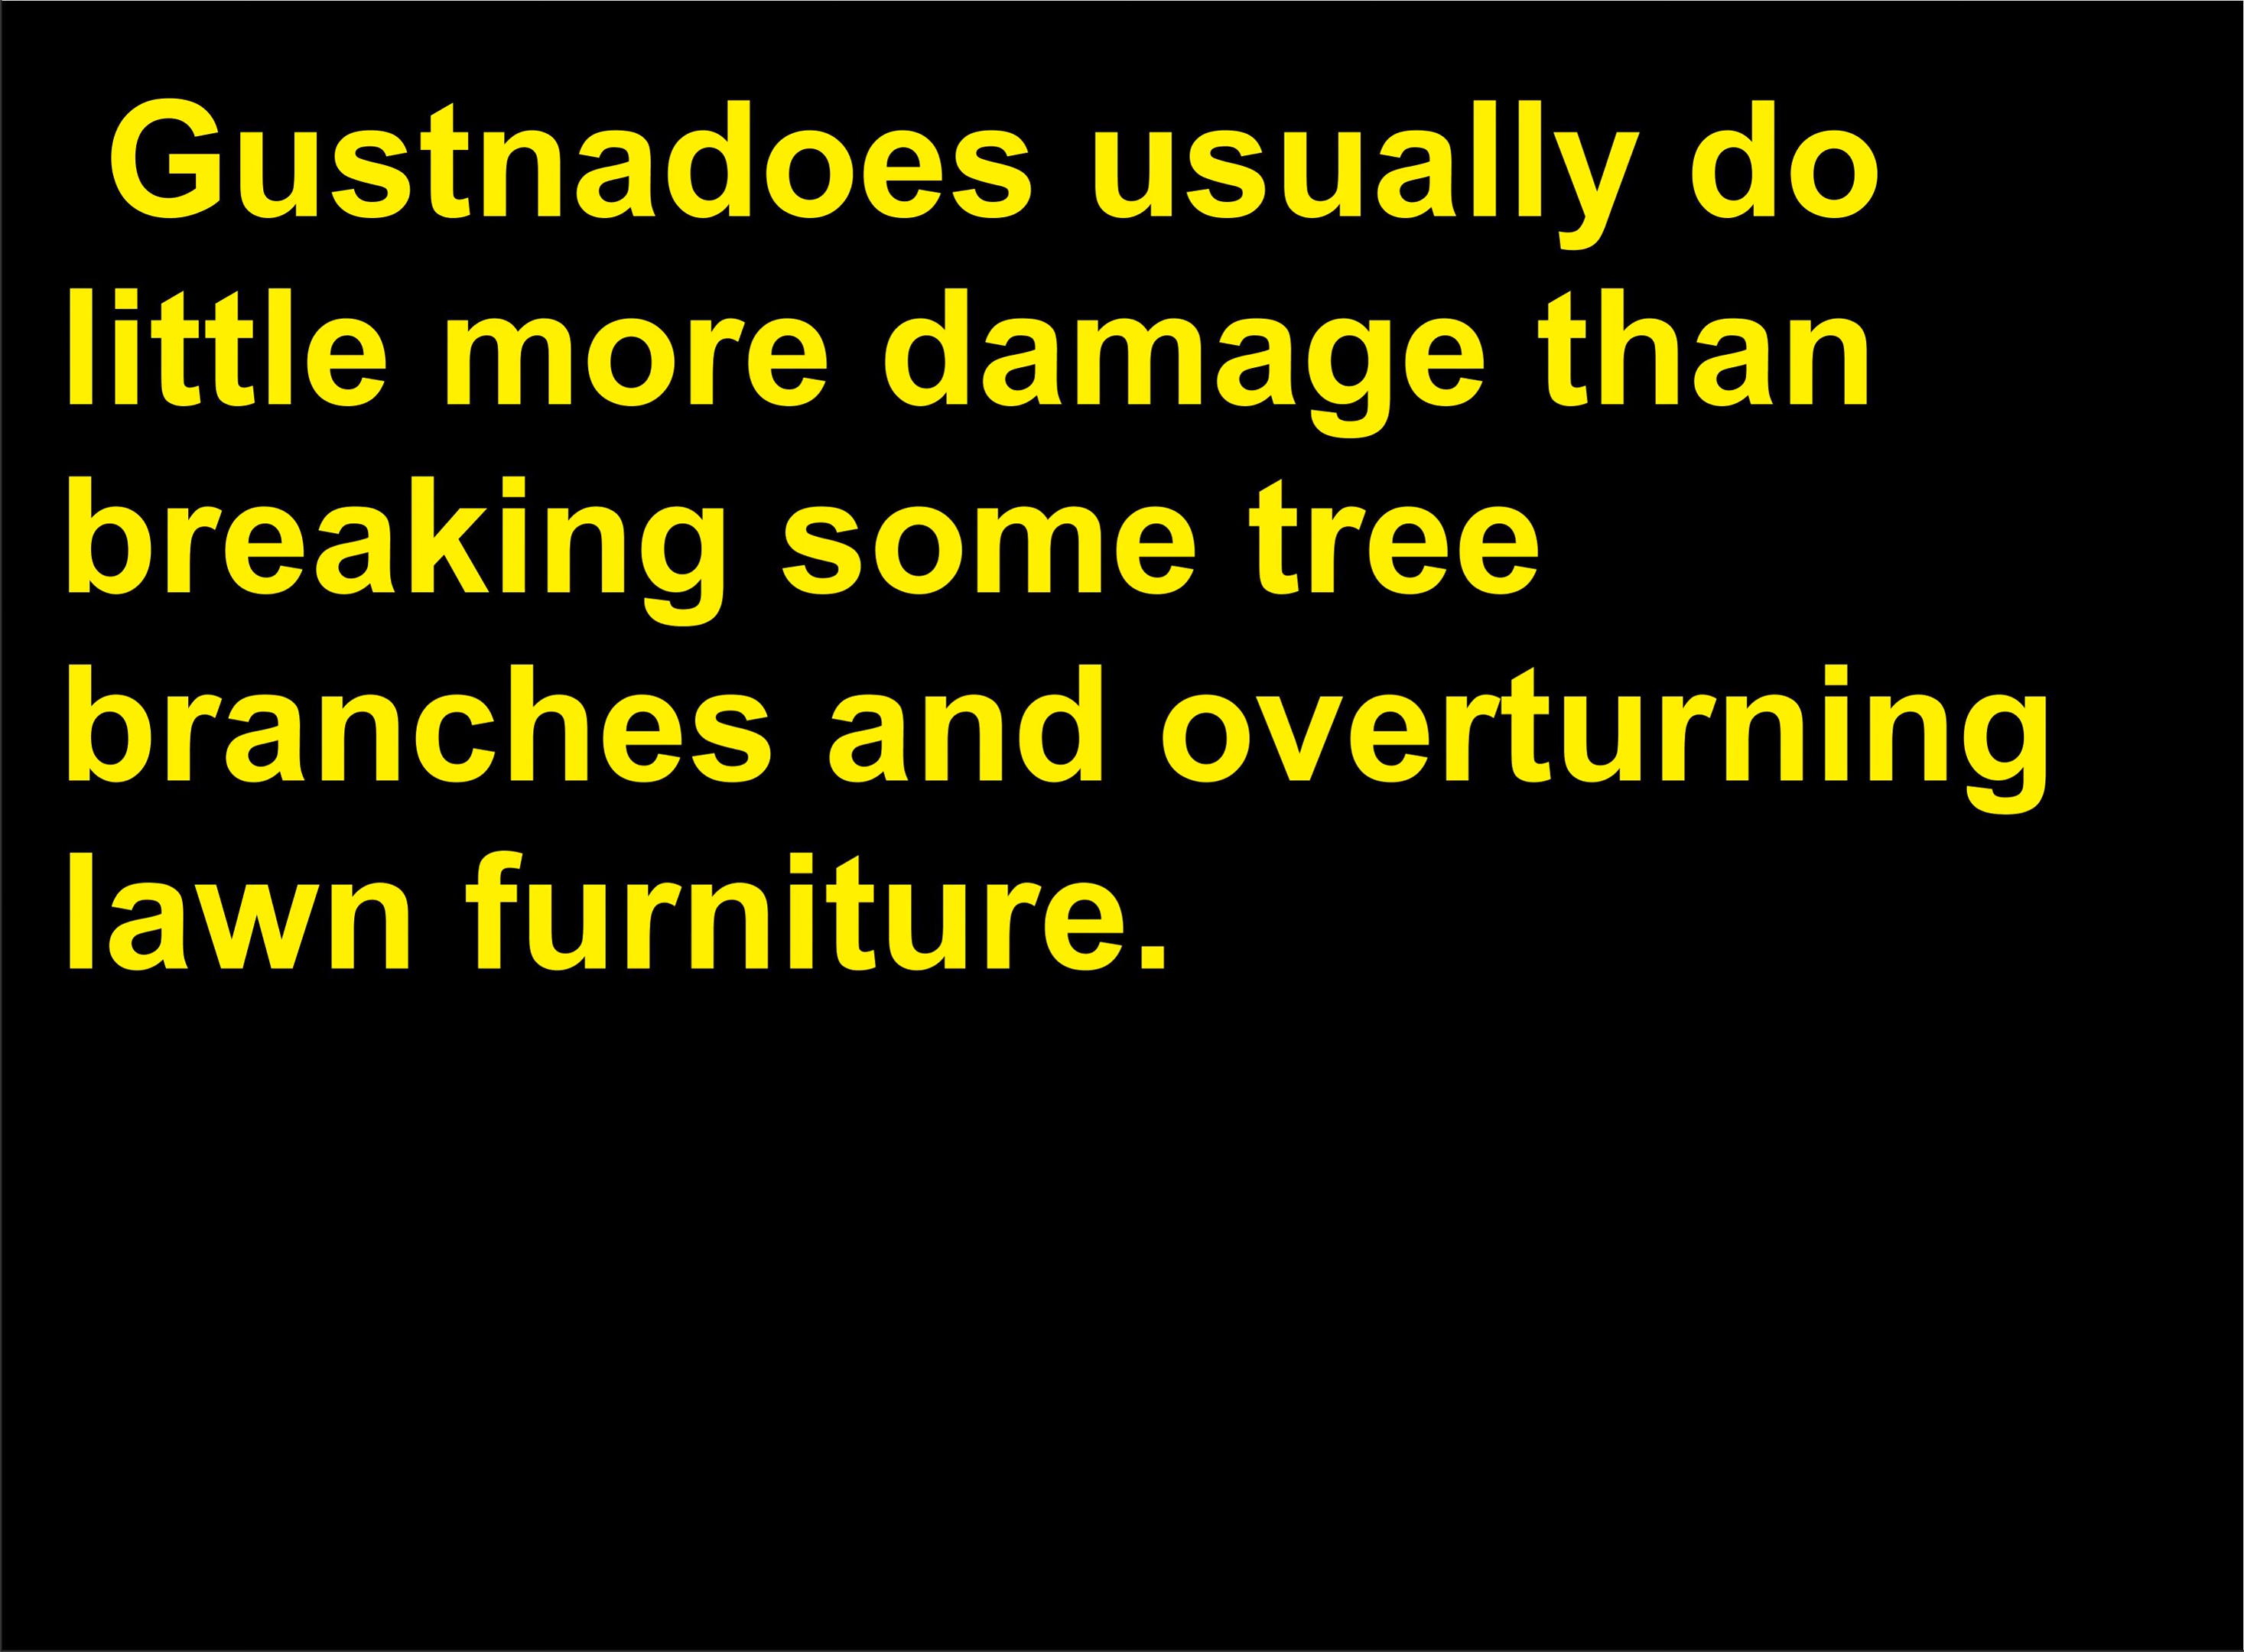 Gustnadoes usually do
little more damage than
breaking some tree
branches and overturning
lawn furniture.